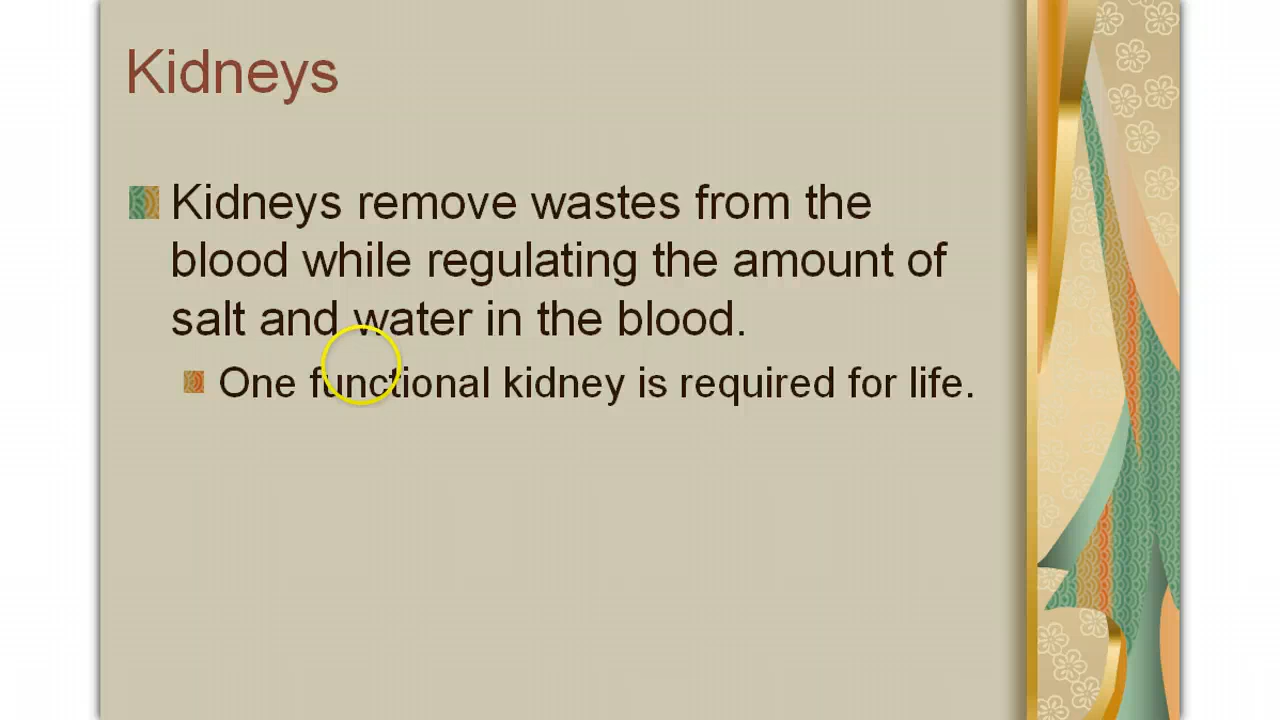 Kidneys
Kidneys remove wastes from the
blood while regulating the amount of
salt and water in the blood.
One functional kidney is required for life.